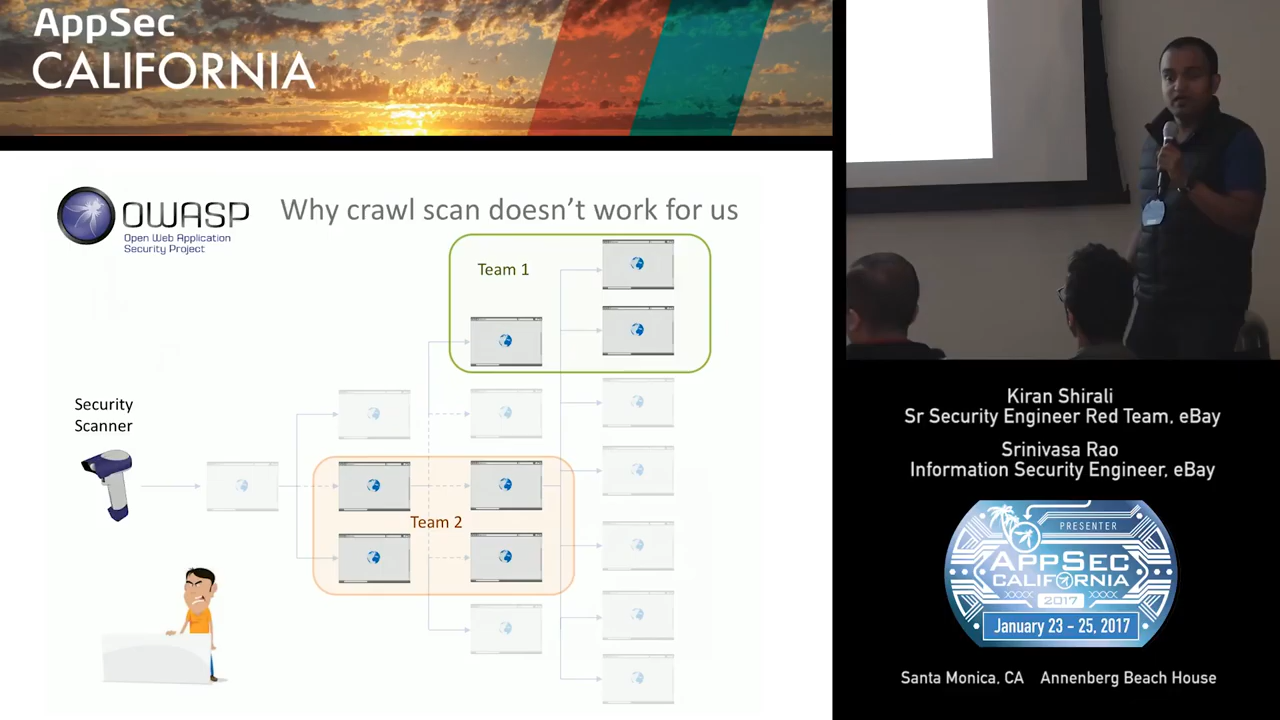 AppSec
CALIFORNIA
OWASP
Open Web Application
Security Project
Why crawl scan doesn't work for us
Team 1
Security
Scanner
Team 2
Kiran Shirali
Sr Security Engineer Red Team, eBay
Srinivasa Rao
Information Security Engineer, eBay
PRESENTER
APPSEC
CALIFORNIA
XXXX 2017 XXXX
January 23 - 25, 2017
Santa Monica, CA Annenberg Beach House